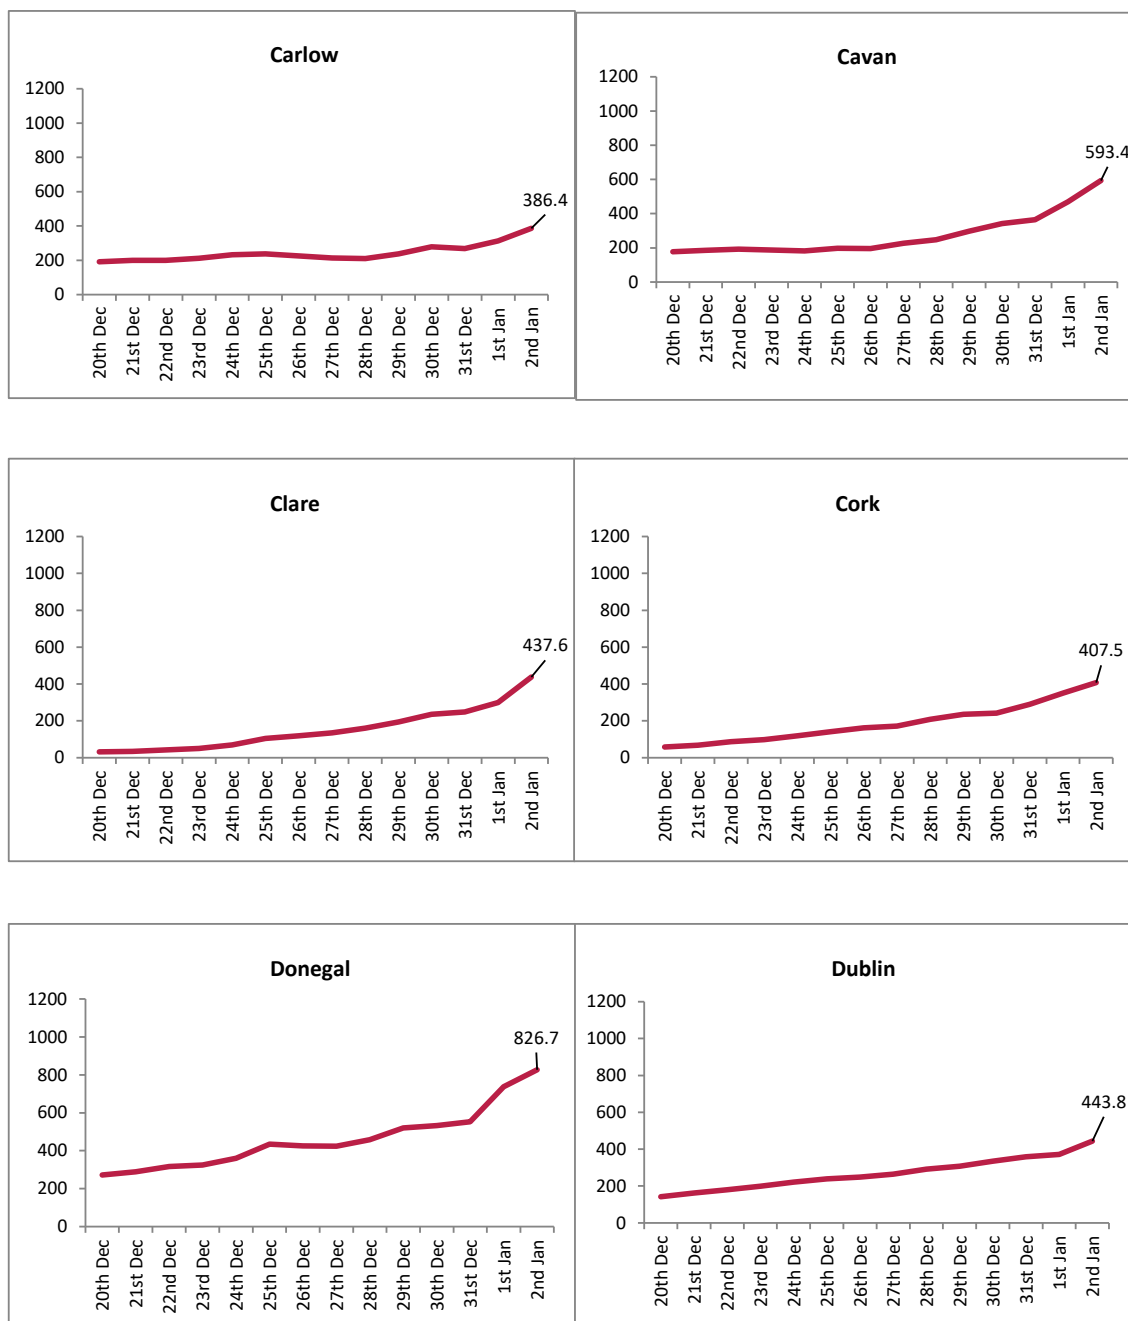 Carlow
1200
1000
800
600
400
200
0
386.4
20th Dec
21st Dec
22nd Dec
23rd Dec
24th Dec
25th Dec
26th Dec
27th Dec
28th Dec
29th Dec
30th Dec
31st Dec
1st Jan
2nd Jan
Cavan
1200
1000
800
600
400
200
0
593.4
20th Dec
21st Dec
22nd Dec
23rd Dec
24th Dec
25th Dec
26th Dec
27th Dec
28th Dec
29th Dec
30th Dec
31st Dec
1st Jan
2nd Jan
Clare
1200
1000
800
600
400
200
0
437.6
20th Dec
21st Dec
22nd Dec
23rd Dec
24th Dec
25th Dec
26th Dec
27th Dec
28th Dec
29th Dec
30th Dec
31st Dec
1st Jan
2nd Jan
Cork
1200
1000
800
600
400
200
0
407.5
20th Dec
21st Dec
22nd Dec
23rd Dec
24th Dec
25th Dec
26th Dec
27th Dec
28th Dec
29th Dec
30th Dec
31st Dec
1st Jan
2nd Jan
Donegal
1200
1000
800
600
400
200
0
826.7
20th Dec
21st Dec
22nd Dec
23rd Dec
24th Dec
25th Dec
26th Dec
27th Dec
28th Dec
29th Dec
30th Dec
31st Dec
1st Jan
2nd Jan
Dublin
1200
1000
800
600
400
200
0
443.8
20th Dec
21st Dec
22nd Dec
23rd Dec
24th Dec
25th Dec
26th Dec
27th Dec
28th Dec
29th Dec
30th Dec
31st Dec
1st Jan
2nd Jan